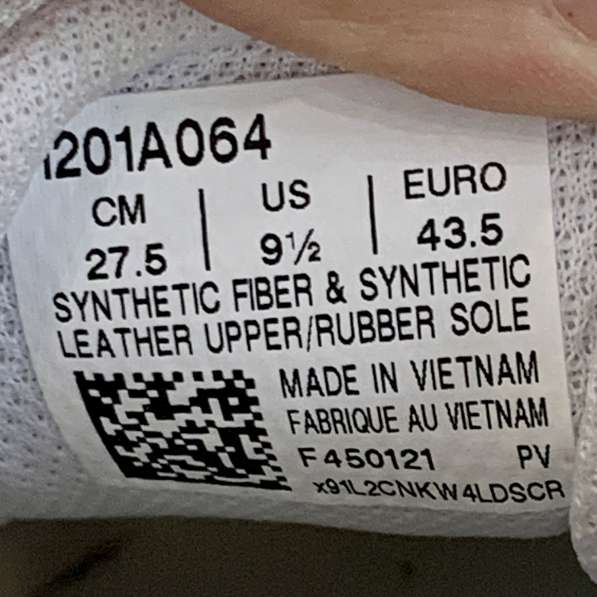 1201A064
CM | US | EURO
27.5 | 9½ | 43.5
SYNTHETIC FIBER & SYNTHETIC
LEATHER UPPER/RUBBER SOLE
MADE IN VIETNAM
FABRIQUE AU VIETNAM
F450121 PV
x91L2CNKW4LDSCR